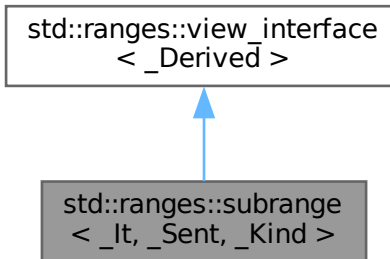 std::ranges::view_interface
< _Derived >
std::ranges::subrange
< _It, _Sent, _Kind >